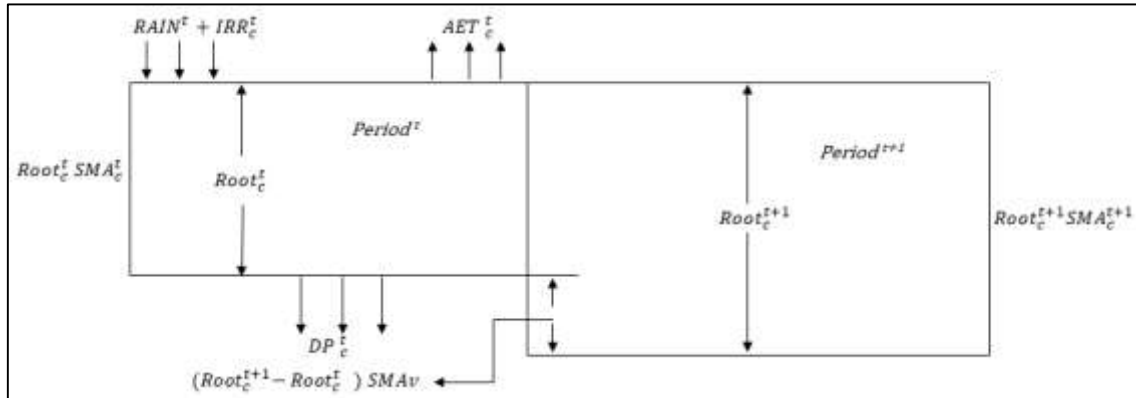 RAIN^t + IRR_c^t
AET_c^t
Period^t
Period^{t+1}
Root_c^t SMA_c^t
Root_c^t
Root_c^{t+1}
Root_c^{t+1} SMA_c^{t+1}
DP_c^t
(Root_c^{t+1} − Root_c^t) SMAv